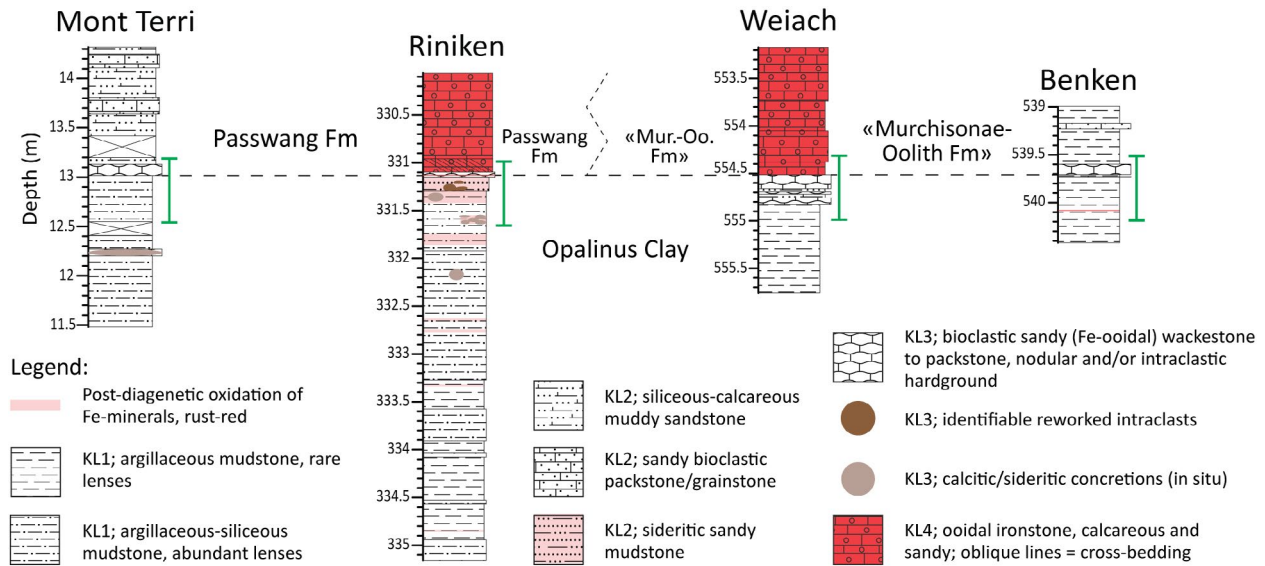 Mont Terri
Riniken
Weiach
Benken
Depth (m)
14
13.5
13
12.5
12
11.5
Passwang Fm
330.5
331
331.5
332
332.5
333
333.5
334
334.5
335
Passwang
Fm
«Mur.-Oo.
Fm»
Opalinus Clay
553.5
554
554.5
555
555.5
«Murchisonae-
Oolith Fm»
539
539.5
540
Legend:
Post-diagenetic oxidation of
Fe-minerals, rust-red
KL1; argillaceous mudstone, rare
lenses
KL1; argillaceous-siliceous
mudstone, abundant lenses
KL2; siliceous-calcareous
muddy sandstone
KL2; sandy bioclastic
packstone/grainstone
KL2; sideritic sandy
mudstone
KL3; bioclastic sandy (Fe-ooidal) wackestone
to packstone, nodular and/or intraclastic
hardground
KL3; identifiable reworked intraclasts
KL3; calcitic/sideritic concretions (in situ)
KL4; ooidal ironstone, calcareous and
sandy; oblique lines = cross-bedding